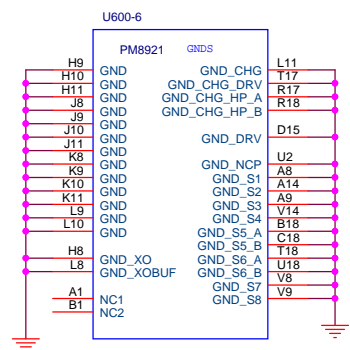 U600-6
PM8921 GNDS
H9 GND GND_CHG L11
H10 GND GND_CHG_DRV T17
H11 GND GND_CHG_HP_A R17
J8 GND GND_CHG_HP_B R18
J9 GND
J10 GND GND_DRV D15
J11 GND
K8 GND GND_NCP U2
K9 GND GND_S1 A8
K10 GND GND_S2 A14
K11 GND GND_S3 A9
L9 GND GND_S4 V14
L10 GND GND_S5_A B18
GND_S5_B C18
H8 GND_XO GND_S6_A T18
L8 GND_XOBUF GND_S6_B U18
GND_S7 V8
A1 NC1 GND_S8 V9
B1 NC2